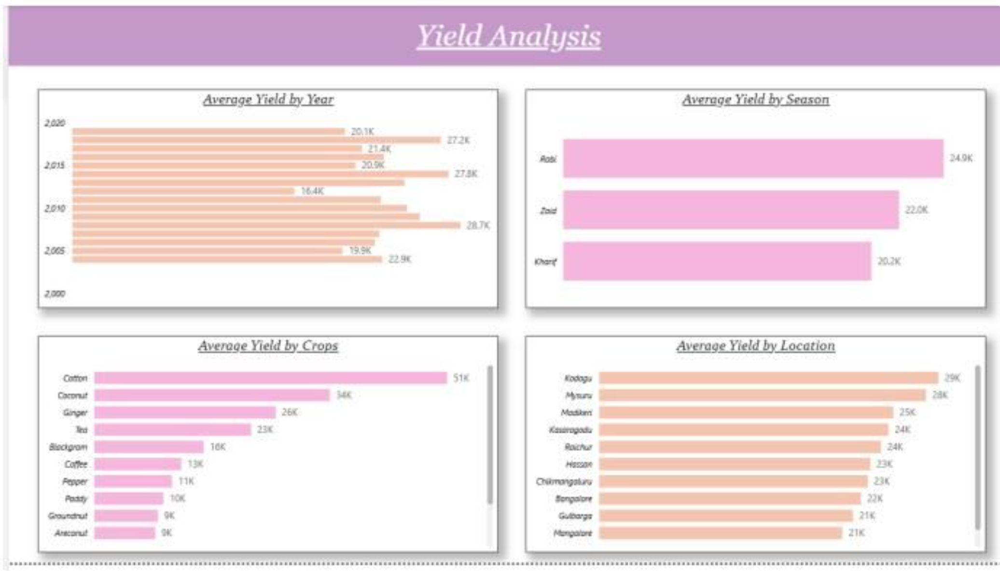 Yield Analysis
Average Yield by Year
2,020
20.1K
27.2K
21.4K
2,015
20.9K
27.8K
16.4K
2,010
28.7K
2,005
19.9K
22.9K
2,000
Average Yield by Season
Rabi 24.9K
Zaid 22.0K
Kharif 20.2K
Average Yield by Crops
Cotton 51K
Coconut 34K
Ginger 26K
Tea 23K
Blackgram 16K
Coffee 13K
Pepper 11K
Paddy 10K
Groundnut 9K
Arecanut 9K
Average Yield by Location
Kodagu 29K
Mysuru 28K
Madikeri 25K
Kasaragodu 24K
Raichur 24K
Hassan 23K
Chikmangaluru 23K
Bangalore 22K
Gulbarga 21K
Mangalore 21K